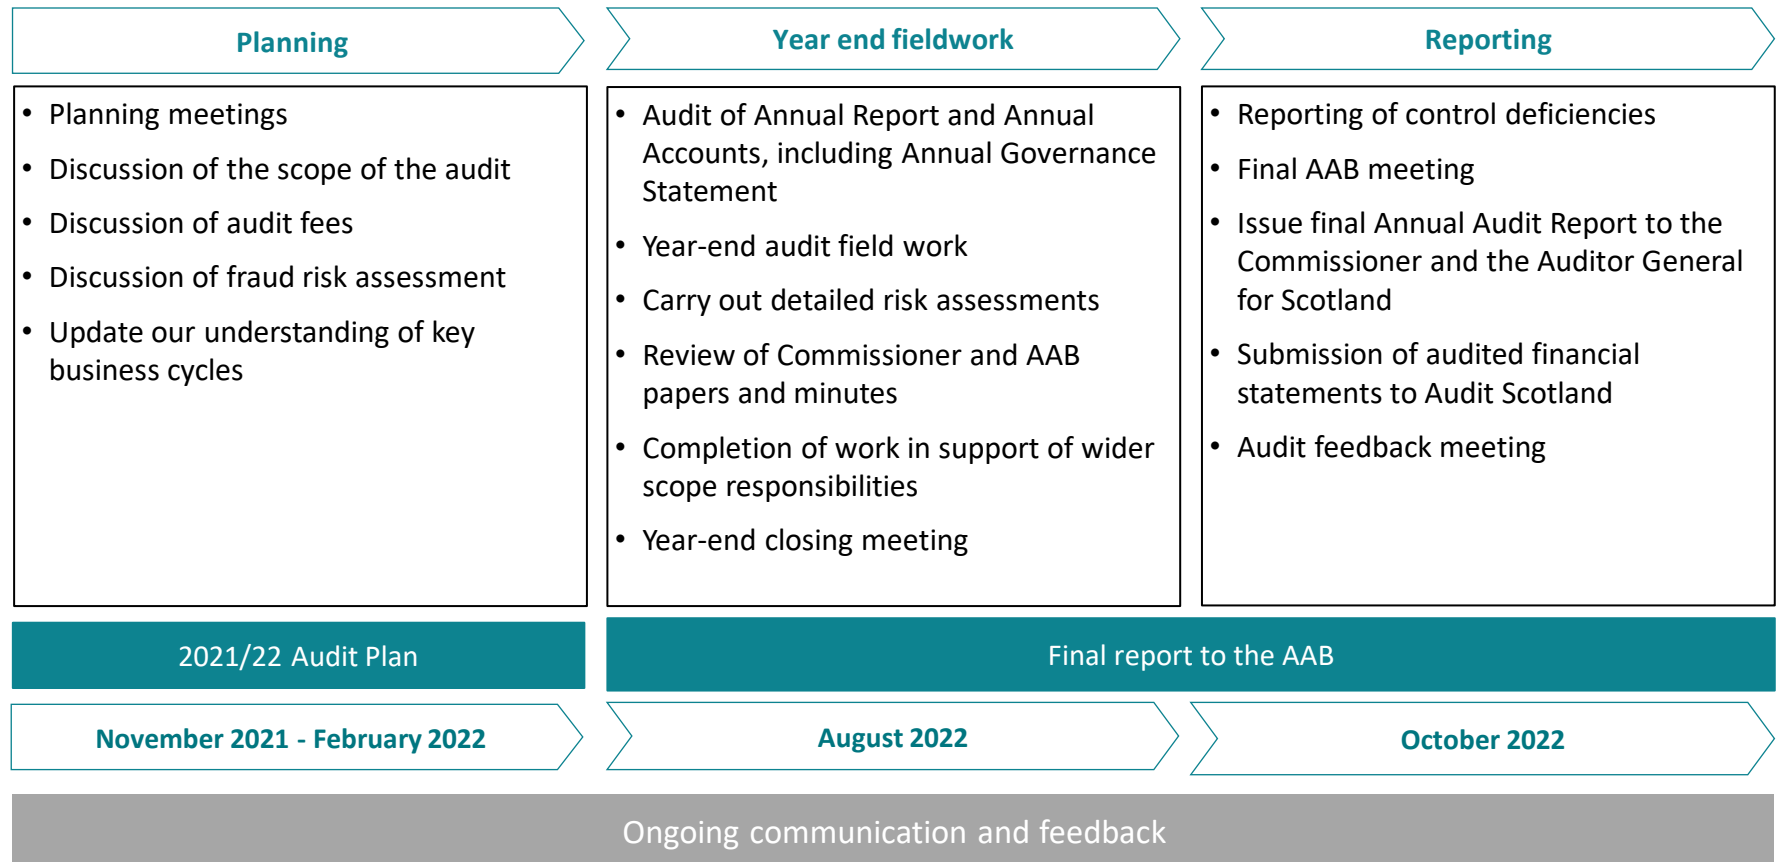 Planning
Year end fieldwork
Reporting
• Planning meetings
• Discussion of the scope of the audit
• Discussion of audit fees
• Discussion of fraud risk assessment
• Update our understanding of key
business cycles
• Audit of Annual Report and Annual
Accounts, including Annual Governance
Statement
• Year-end audit field work
• Carry out detailed risk assessments
• Review of Commissioner and AAB
papers and minutes
• Completion of work in support of wider
scope responsibilities
• Year-end closing meeting
• Reporting of control deficiencies
• Final AAB meeting
• Issue final Annual Audit Report to the
Commissioner and the Auditor General
for Scotland
• Submission of audited financial
statements to Audit Scotland
• Audit feedback meeting
2021/22 Audit Plan
Final report to the AAB
November 2021 - February 2022
August 2022
October 2022
Ongoing communication and feedback